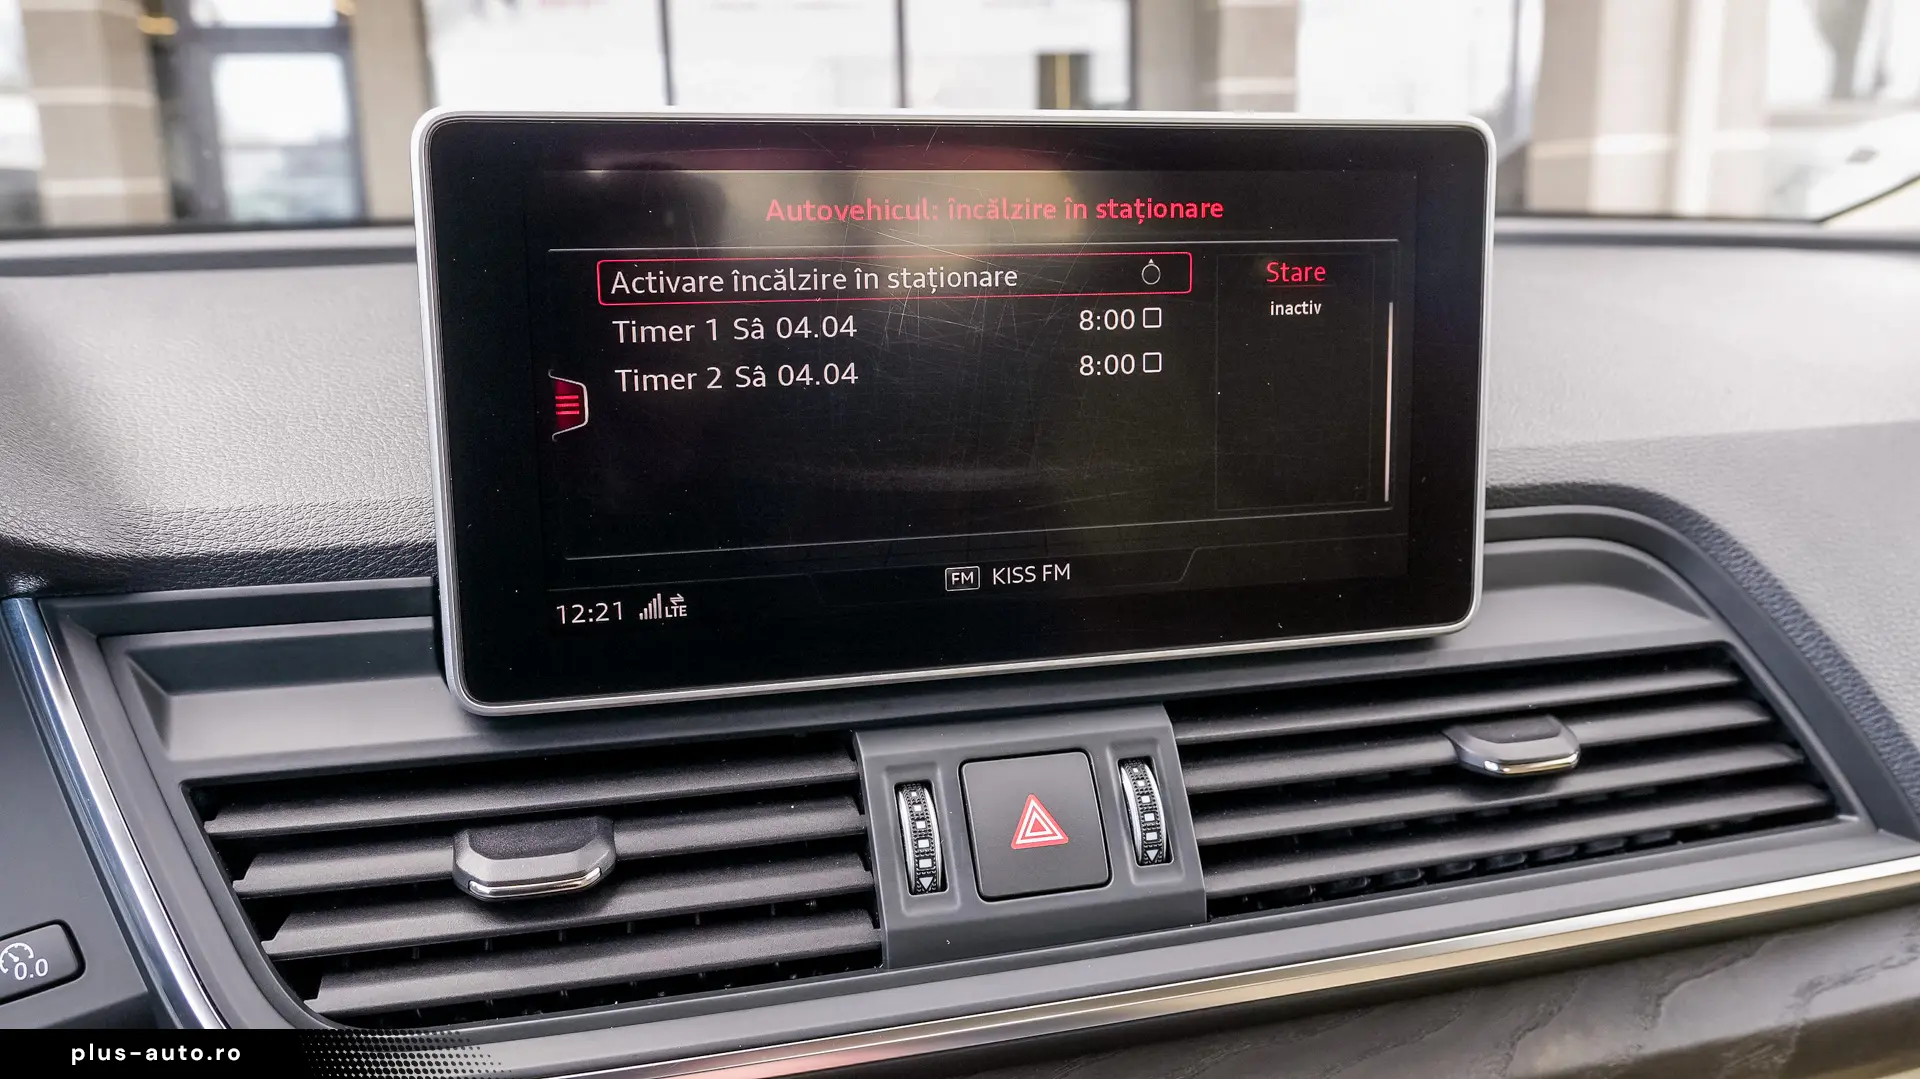 Autovehicul: încălzire în staționare
Activare încălzire în staționare
Timer 1 Sâ 04.04 8:00
Timer 2 Sâ 04.04 8:00
Stare
inactiv
FM KISS FM
12:21 LTE
0.0
plus-auto.ro